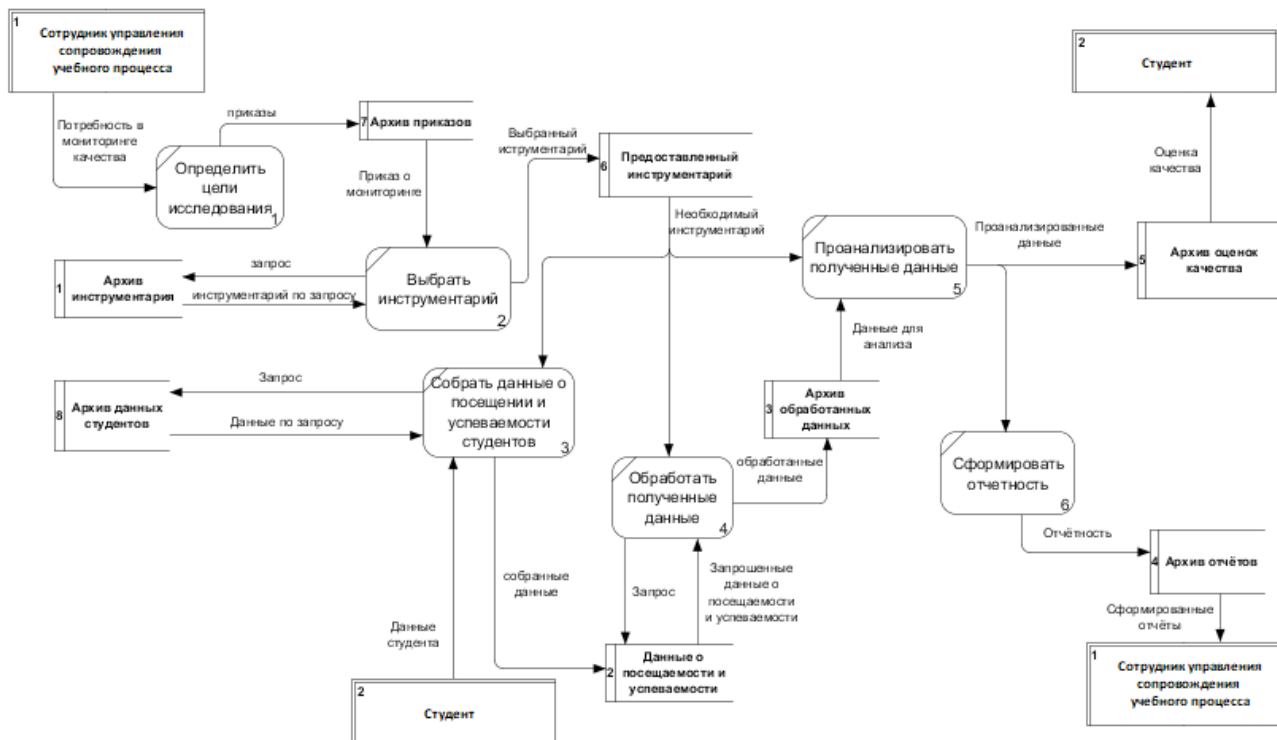 1
Сотрудник управления
сопровождения
учебного процесса
2
Студент
Потребность в
мониторинге
качества
приказы
7
Архив приказов
Выбранный
иструментарий
6
Предоставленный
инструментарий
Оценка
качества
Определить
цели
исследования
1
Приказ о
мониторинге
Необходимый
инструментарий
Проанализировать
полученные данные
5
Проанализированные
данные
5
Архив оценок
качества
1
Архив
инструментария
запрос
инструментарий по запросу
Выбрать
инструментарий
2
Данные для
анализа
8
Архив данных
студентов
Запрос
Данные по запросу
Собрать данные о
посещении и
успеваемости
студентов
3
3
Архив
обработанных
данных
Обработать
полученные
данные
4
обработанные
данные
Сформировать
отчетность
6
Отчётность
4
Архив отчётов
собранные
данные
Запрос
Запрошенные
данные о
посещаемости
и успеваемости
Данные
студента
Сформированные
отчёты
2
Данные о
посещаемости и
успеваемости
2
Студент
1
Сотрудник управления
сопровождения
учебного процесса